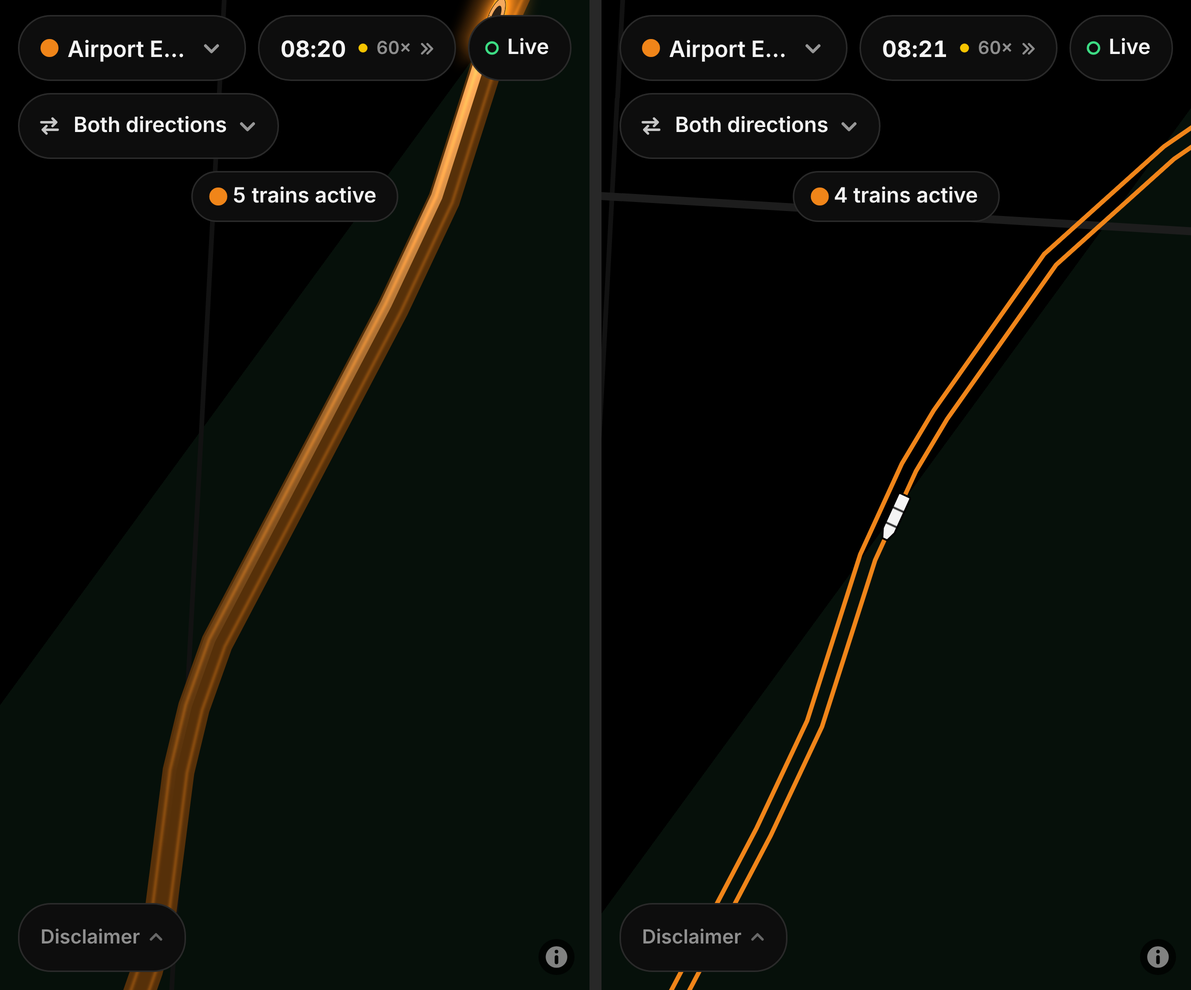 Airport E...
08:20 60× »
Live
Both directions
5 trains active
Disclaimer
Airport E...
08:21 60× »
Live
Both directions
4 trains active
Disclaimer